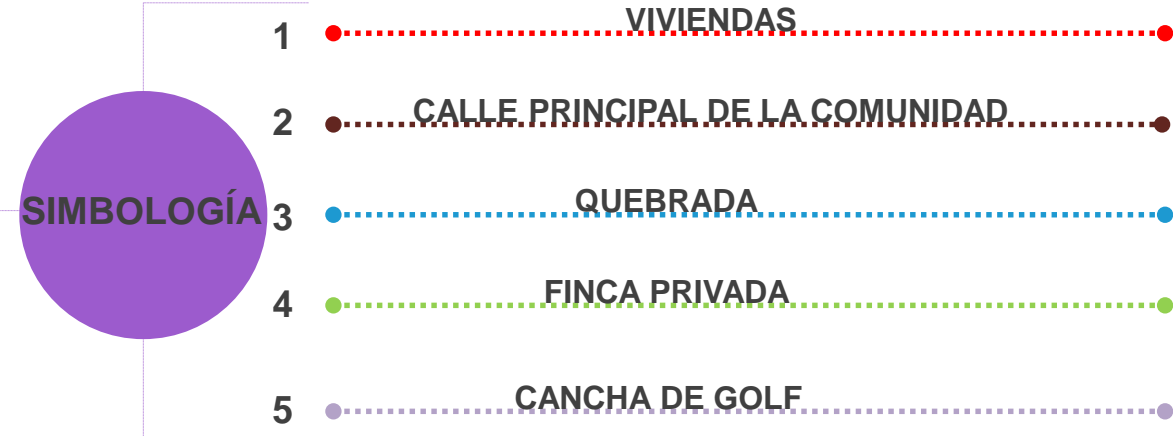 SIMBOLOGÍA
1 VIVIENDAS
2 CALLE PRINCIPAL DE LA COMUNIDAD
3 QUEBRADA
4 FINCA PRIVADA
5 CANCHA DE GOLF